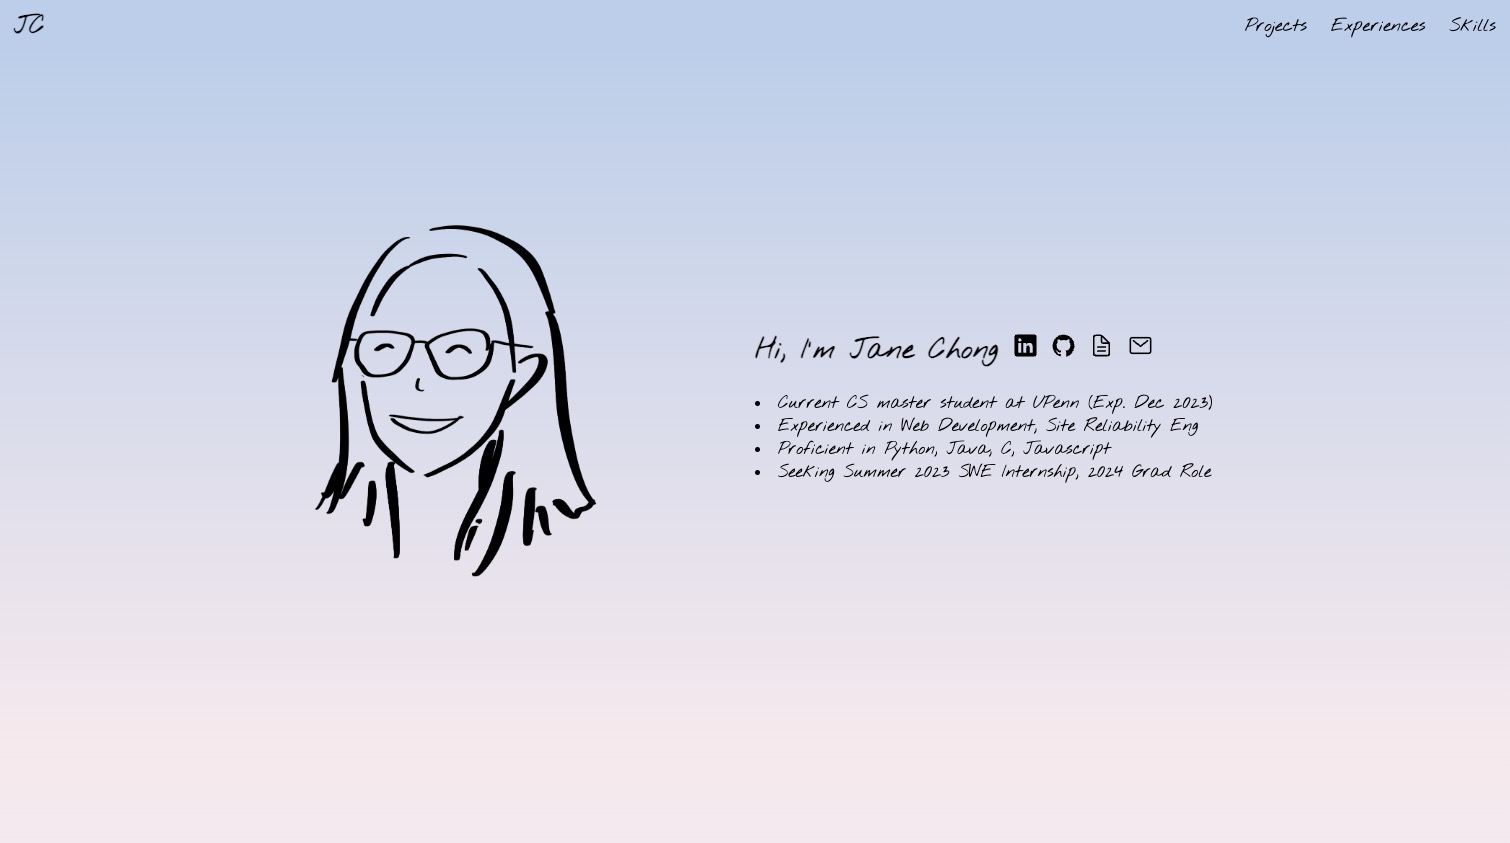 JC
Projects Experiences Skills
Hi, I'm Jane Chong
Current CS master student at UPenn (Exp. Dec 2023)
Experienced in Web Development, Site Reliability Eng
Proficient in Python, Java, C, Javascript
Seeking Summer 2023 SWE Internship, 2024 Grad Role